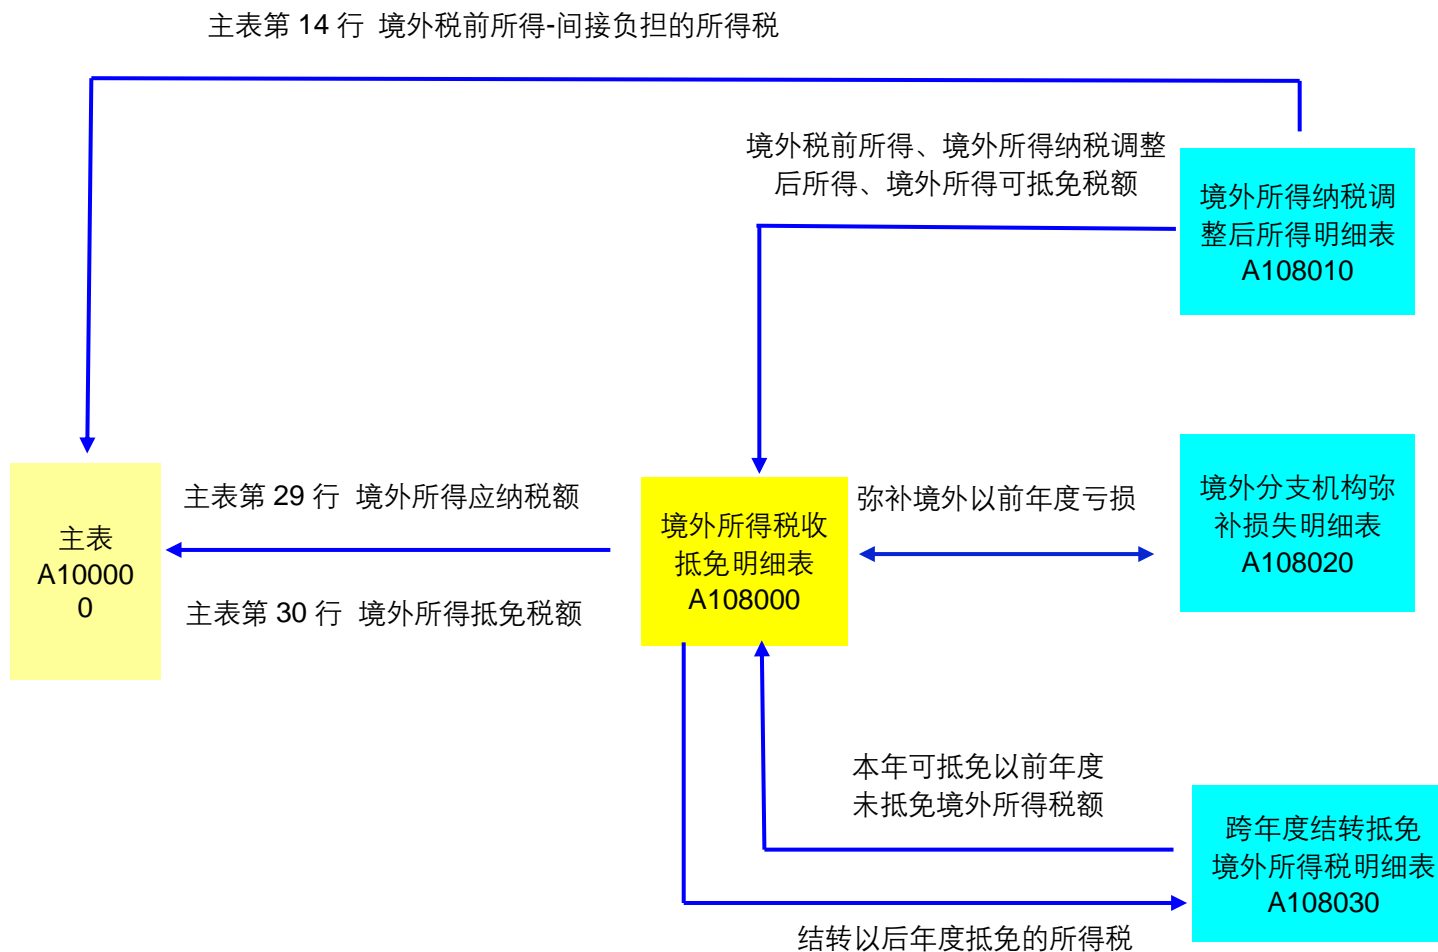 主表第 14 行 境外税前所得-间接负担的所得税
境外税前所得、境外所得纳税调整
后所得、境外所得可抵免税额
境外所得纳税调
整后所得明细表
A108010
主表
A10000
0
主表第 29 行 境外所得应纳税额
主表第 30 行 境外所得抵免税额
境外所得税收
抵免明细表
A108000
弥补境外以前年度亏损
境外分支机构弥
补损失明细表
A108020
本年可抵免以前年度
未抵免境外所得税额
跨年度结转抵免
境外所得税明细表
A108030
结转以后年度抵免的所得税